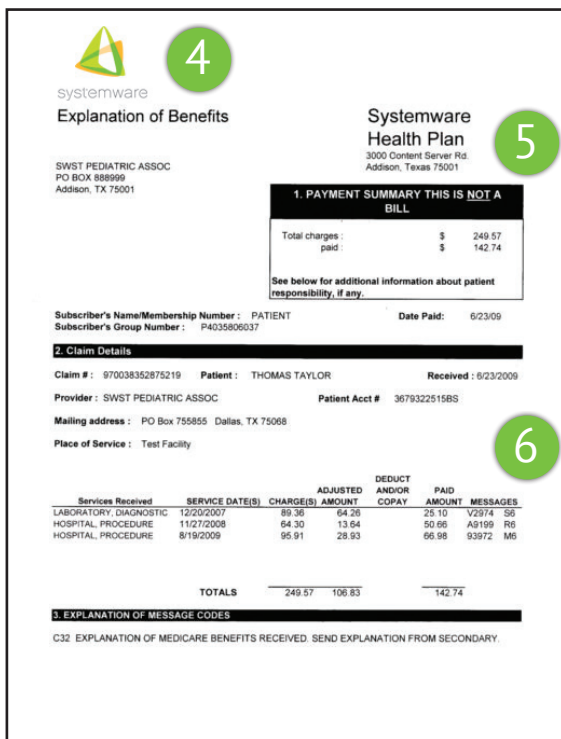 4
systemware
Explanation of Benefits
Systemware
Health Plan
3000 Content Server Rd.
Addison, Texas 75001
5
SWST PEDIATRIC ASSOC
PO BOX 888999
Addison, TX 75001
1. PAYMENT SUMMARY THIS IS NOT A
BILL
Total charges : $ 249.57
paid : $ 142.74
See below for additional information about patient
responsibility, if any.
Subscriber's Name/Membership Number : PATIENT Date Paid: 6/23/09
Subscriber's Group Number : P4035806037
2. Claim Details
Claim # : 970038352875219 Patient : THOMAS TAYLOR Received : 6/23/2009
Provider : SWST PEDIATRIC ASSOC Patient Acct # 3679322515BS
Mailing address : PO Box 755855 Dallas, TX 75068
Place of Service : Test Facility
6
DEDUCT
ADJUSTED AND/OR PAID
Services Received SERVICE DATE(S) CHARGE(S) AMOUNT COPAY AMOUNT MESSAGES
LABORATORY, DIAGNOSTIC 12/20/2007 89.36 64.26 25.10 V2974 S6
HOSPITAL, PROCEDURE 11/27/2008 64.30 13.64 50.66 A9199 R6
HOSPITAL, PROCEDURE 8/19/2009 95.91 28.93 66.98 93972 M6
TOTALS 249.57 106.83 142.74
3. EXPLANATION OF MESSAGE CODES
C32 EXPLANATION OF MEDICARE BENEFITS RECEIVED. SEND EXPLANATION FROM SECONDARY.